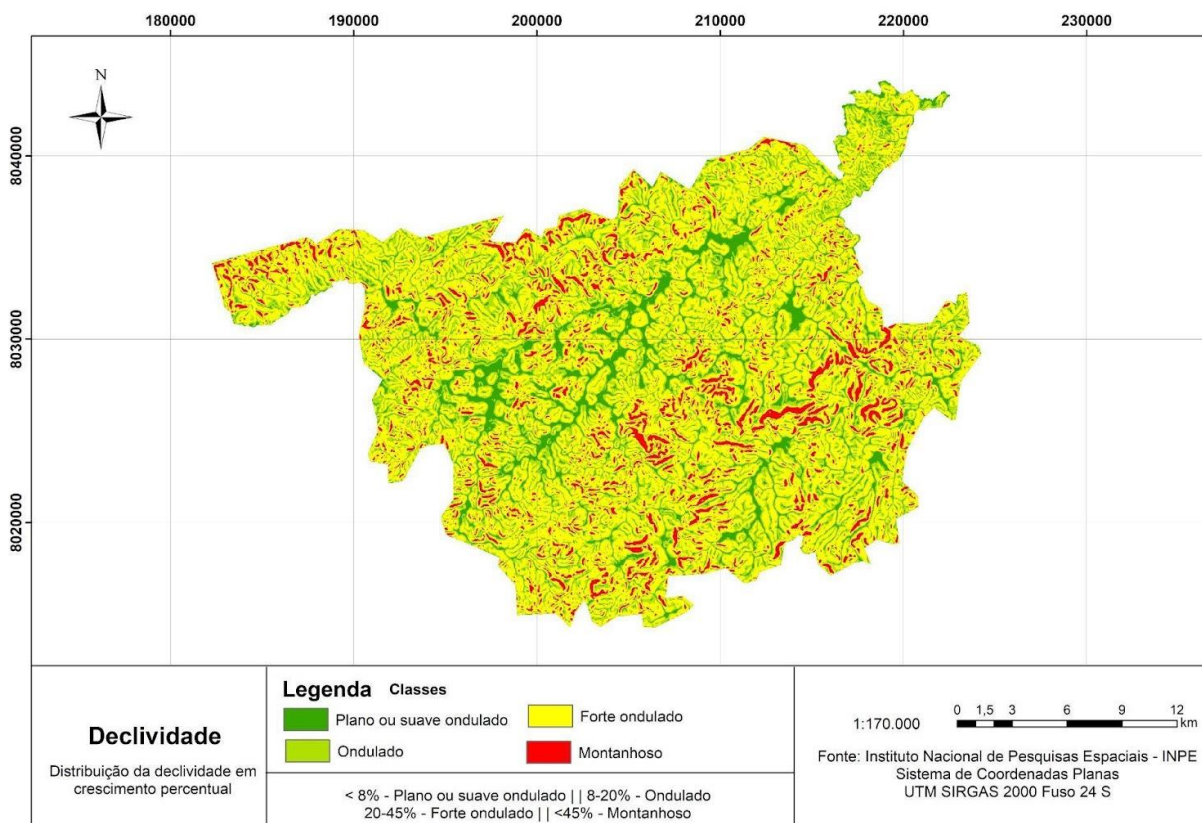 180000 190000 200000 210000 220000 230000
N
8040000
8030000
8020000
Declividade
Distribuição da declividade em
crescimento percentual
Legenda Classes
Plano ou suave ondulado
Forte ondulado
Ondulado
Montanhoso
< 8% - Plano ou suave ondulado || 8-20% - Ondulado
20-45% - Forte ondulado || <45% - Montanhoso
1:170.000
0 1,5 3 6 9 12
km
Fonte: Instituto Nacional de Pesquisas Espaciais - INPE
Sistema de Coordenadas Planas
UTM SIRGAS 2000 Fuso 24 S